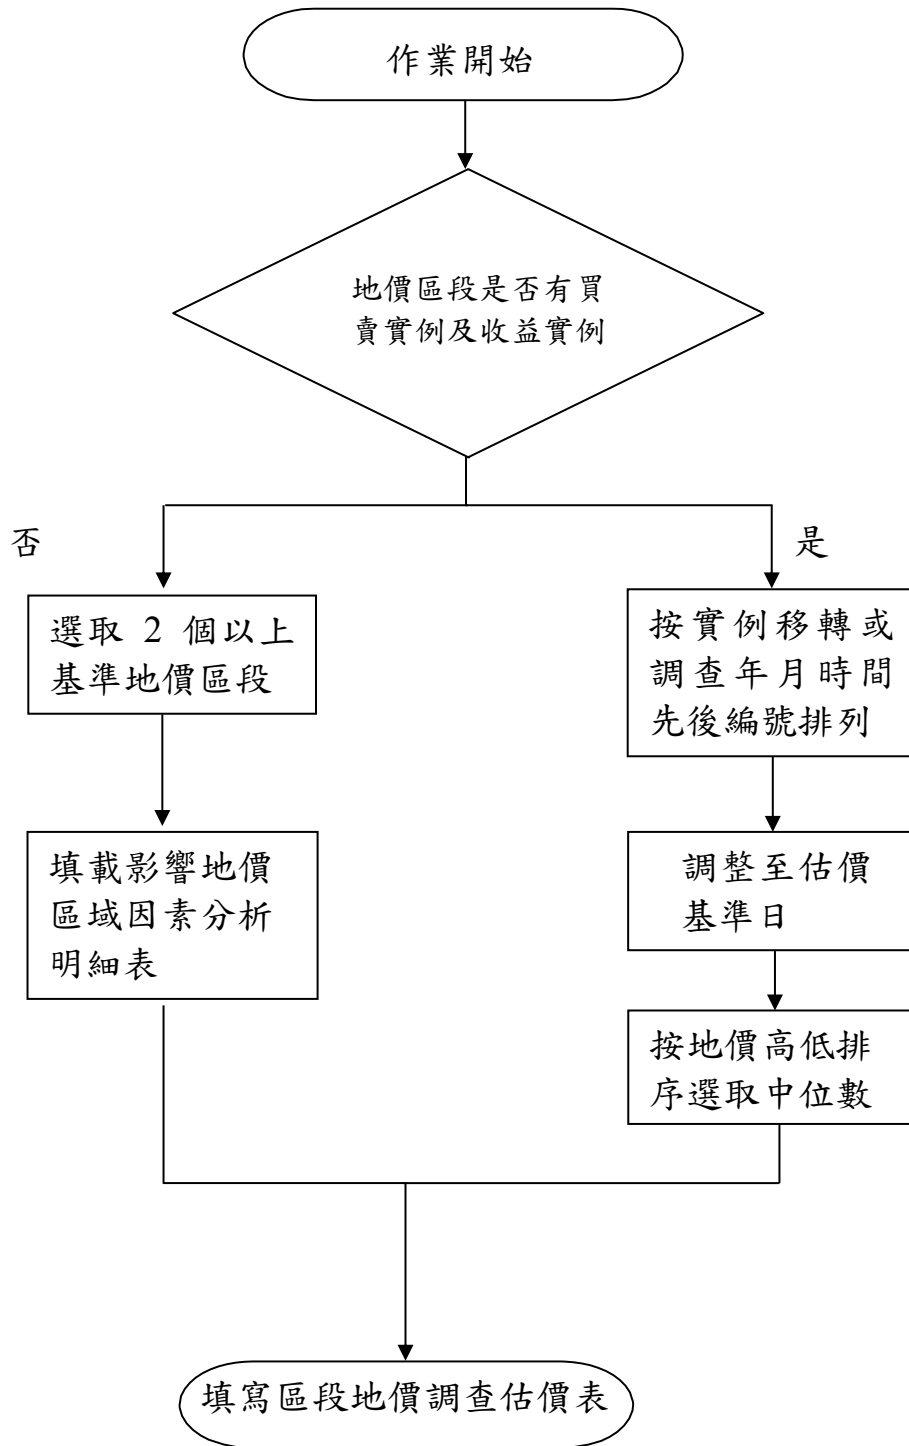 作業開始
地價區段是否有買
賣實例及收益實例
否
是
選取 2 個以上
基準地價區段
按實例移轉或
調查年月時間
先後編號排列
填載影響地價
區域因素分析
明細表
調整至估價
基準日
按地價高低排
序選取中位數
填寫區段地價調查估價表